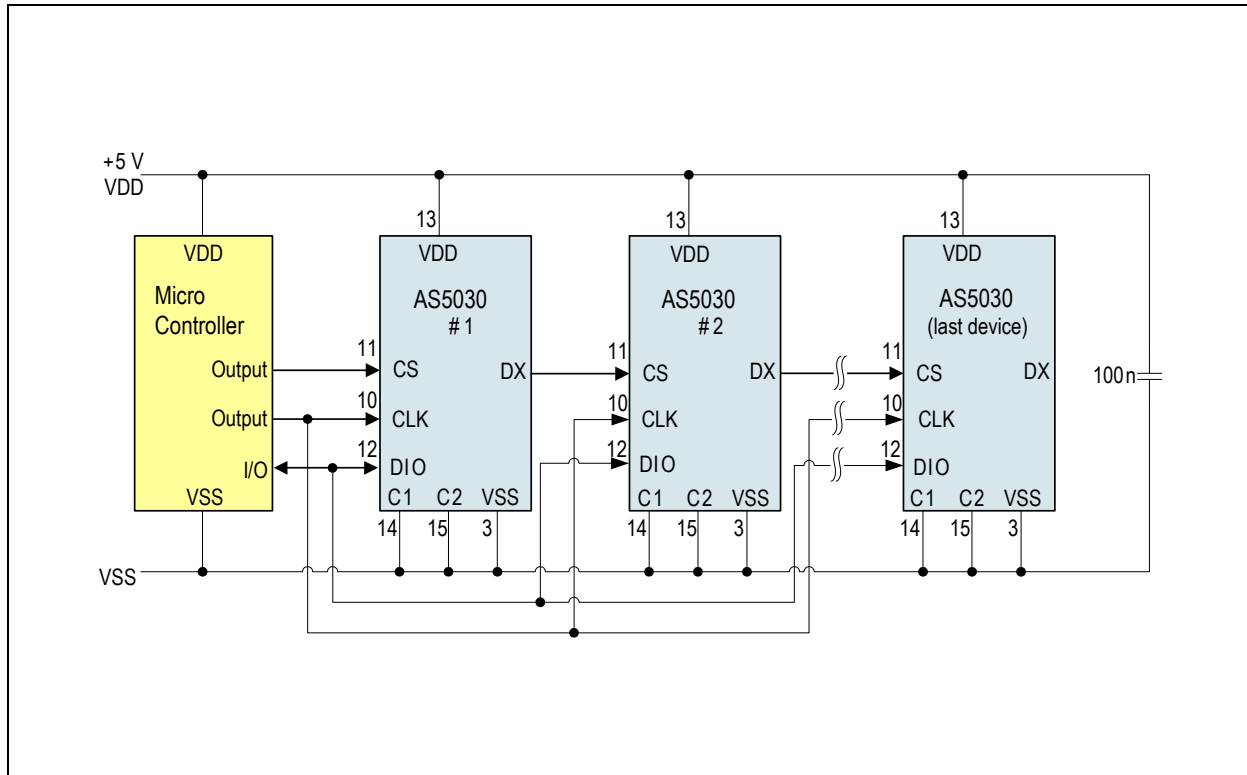 +5 V
VDD
13
13
13
VDD
VDD
VDD
VDD
Micro
Controller
AS5030
# 1
AS5030
# 2
AS5030
(last device)
Output
11
CS
DX
11
CS
DX
11
CS
DX
100n
Output
10
CLK
10
CLK
10
CLK
I/O
12
DIO
12
DIO
12
DIO
VSS
C1
C2
VSS
C1
C2
VSS
C1
C2
VSS
14
15
3
14
15
3
14
15
3
VSS